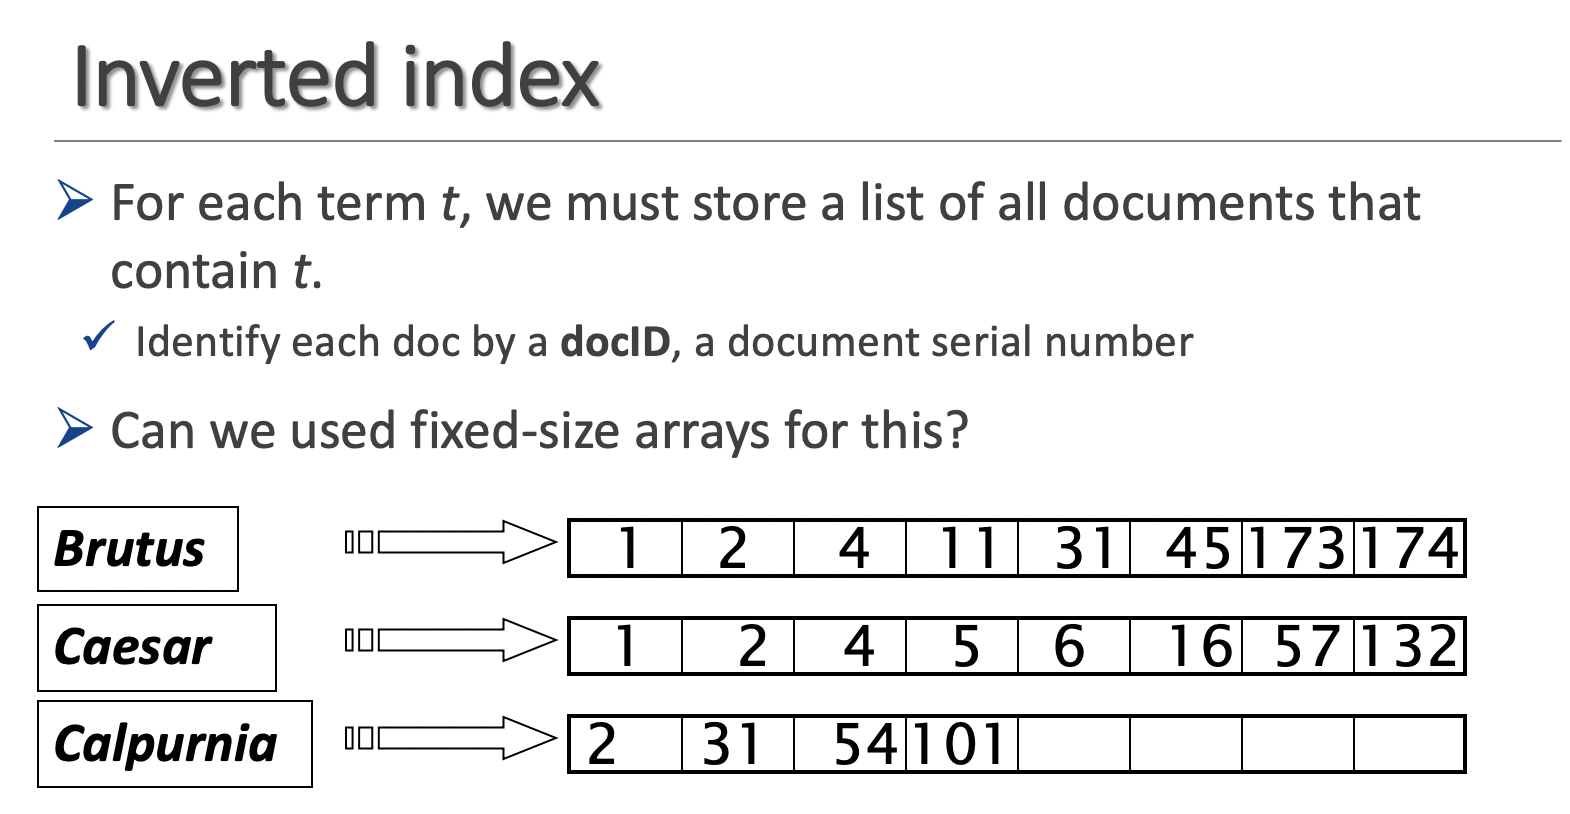 Inverted index
For each term t, we must store a list of all documents that
contain t.
Identify each doc by a docID, a document serial number
Can we used fixed-size arrays for this?
Brutus 1 2 4 11 31 45 173 174
Caesar 1 2 4 5 6 16 57 132
Calpurnia 2 31 54 101